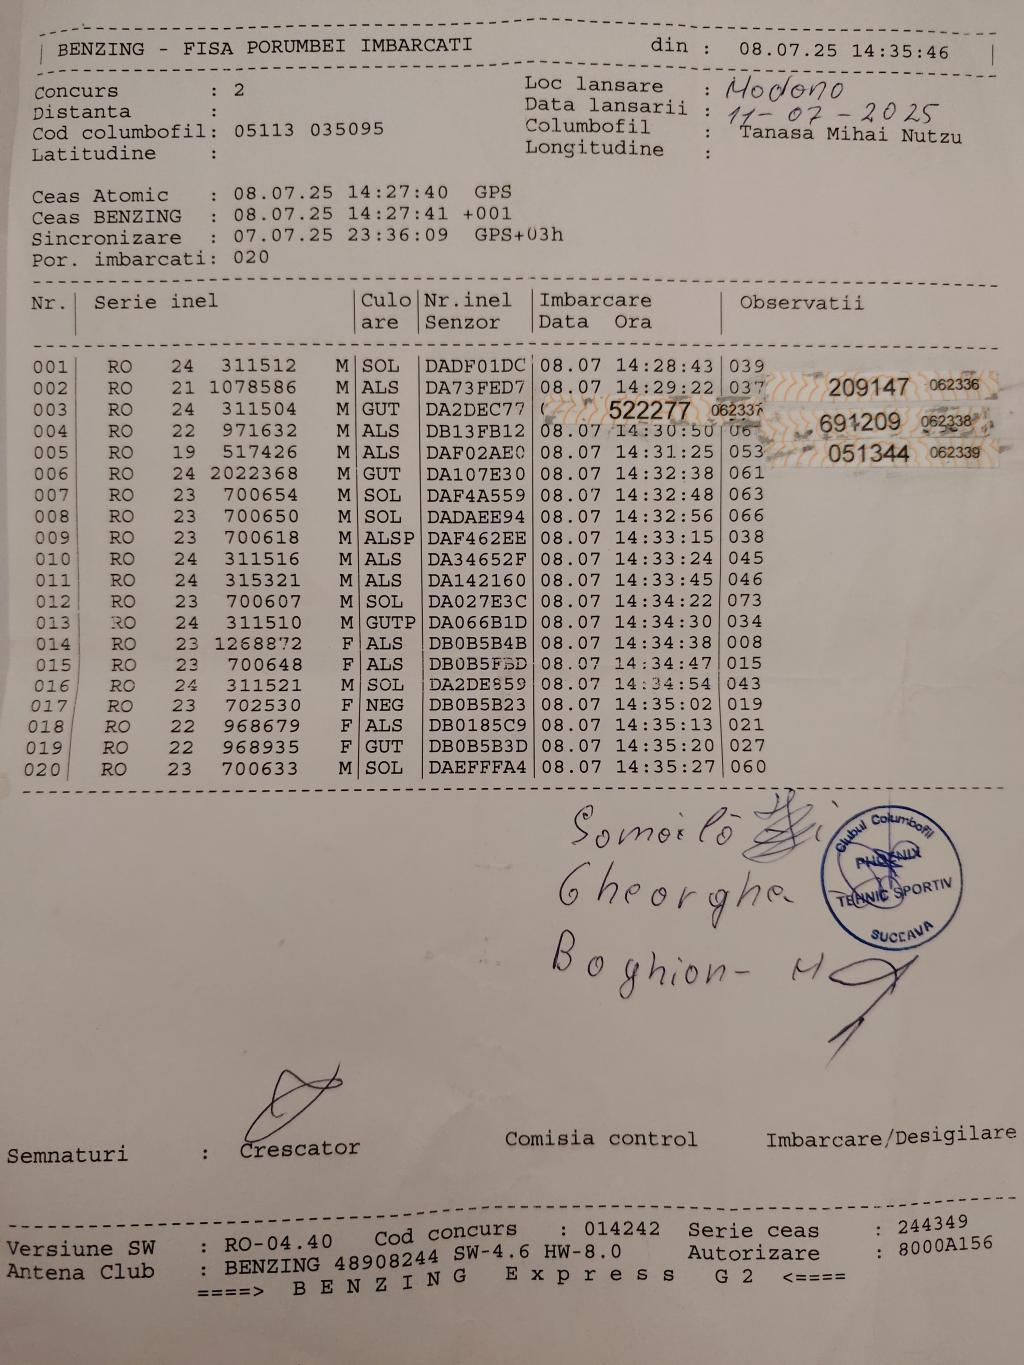 BENZING - FISA PORUMBEI IMBARCATI din : 08.07.25 14:35:46
Concurs : 2 Loc lansare : Modono
Distanta : Data lansarii : 11-07-2025
Cod columbofil: 05113 035095 Columbofil : Tanasa Mihai Nutzu
Latitudine : Longitudine :
Ceas Atomic : 08.07.25 14:27:40 GPS
Ceas BENZING : 08.07.25 14:27:41 +001
Sincronizare : 07.07.25 23:36:09 GPS+03h
Por. imbarcati: 020
Nr. Serie inel Culo Nr.inel Imbarcare Observatii
are Senzor Data Ora
001 RO 24 311512 M SOL DADF01DC 08.07 14:28:43 039
002 RO 21 1078586 M ALS DA73FED7 08.07 14:29:22 037 209147 062336
003 RO 24 311504 M GUT DA2DEC77 522277 062337
004 RO 22 971632 M ALS DB13FB12 08.07 14:30:50 691209 062338
005 RO 19 517426 M ALS DAF02AE0 08.07 14:31:25 053 051344 062339
006 RO 24 2022368 M GUT DA107E30 08.07 14:32:38 061
007 RO 23 700654 M SOL DAF4A559 08.07 14:32:48 063
008 RO 23 700650 M SOL DADAEE94 08.07 14:32:56 066
009 RO 23 700618 M ALSP DAF462EE 08.07 14:33:15 038
010 RO 24 311516 M ALS DA34652F 08.07 14:33:24 045
011 RO 24 315321 M ALS DA142160 08.07 14:33:45 046
012 RO 23 700607 M SOL DA027E3C 08.07 14:34:22 073
013 RO 24 311510 M GUTP DA066B1D 08.07 14:34:30 034
014 RO 23 1268872 F ALS DB0B5B4B 08.07 14:34:38 008
015 RO 23 700648 F ALS DB0B5FBD 08.07 14:34:47 015
016 RO 24 311521 M SOL DA2DE959 08.07 14:34:54 043
017 RO 23 702530 F NEG DB0B5B23 08.07 14:35:02 019
018 RO 22 968679 F ALS DB0185C9 08.07 14:35:13 021
019 RO 22 968935 F GUT DB0B5B3D 08.07 14:35:20 027
020 RO 23 700633 M SOL DAEFFFA4 08.07 14:35:27 060
Somoilă
Gheorghe
Boghion- M
Clubul Columbofil
PHOENIX
TEHNIC SPORTIV
SUCEAVA
Semnaturi : Crescator Comisia control Imbarcare/Desigilare
Versiune SW : RO-04.40 Cod concurs : 014242 Serie ceas : 244349
Antena Club : BENZING 48908244 SW-4.6 HW-8.0 Autorizare : 8000A156
====> B E N Z I N G E x p r e s s G 2 <====